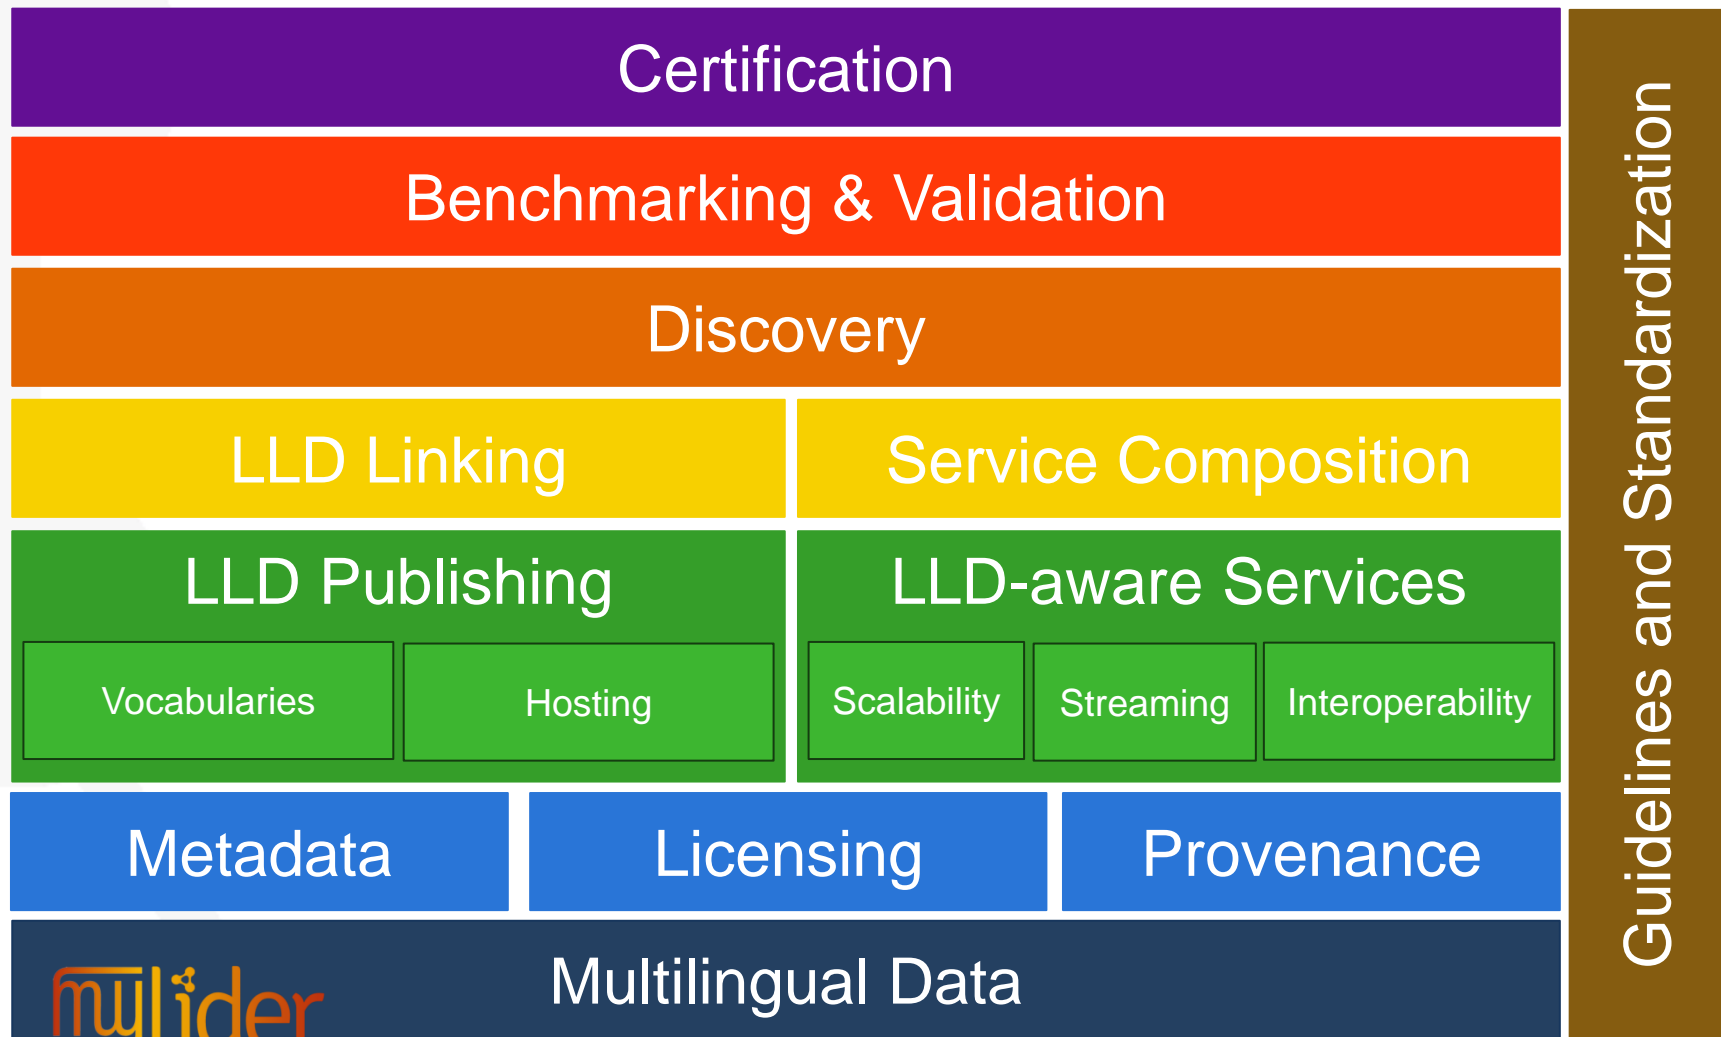 Certification
Benchmarking & Validation
Discovery
LLD Linking
Service Composition
LLD Publishing
LLD-aware Services
Vocabularies
Hosting
Scalability
Streaming
Interoperability
Metadata
Licensing
Provenance
Multilingual Data
mylider
Guidelines and Standardization